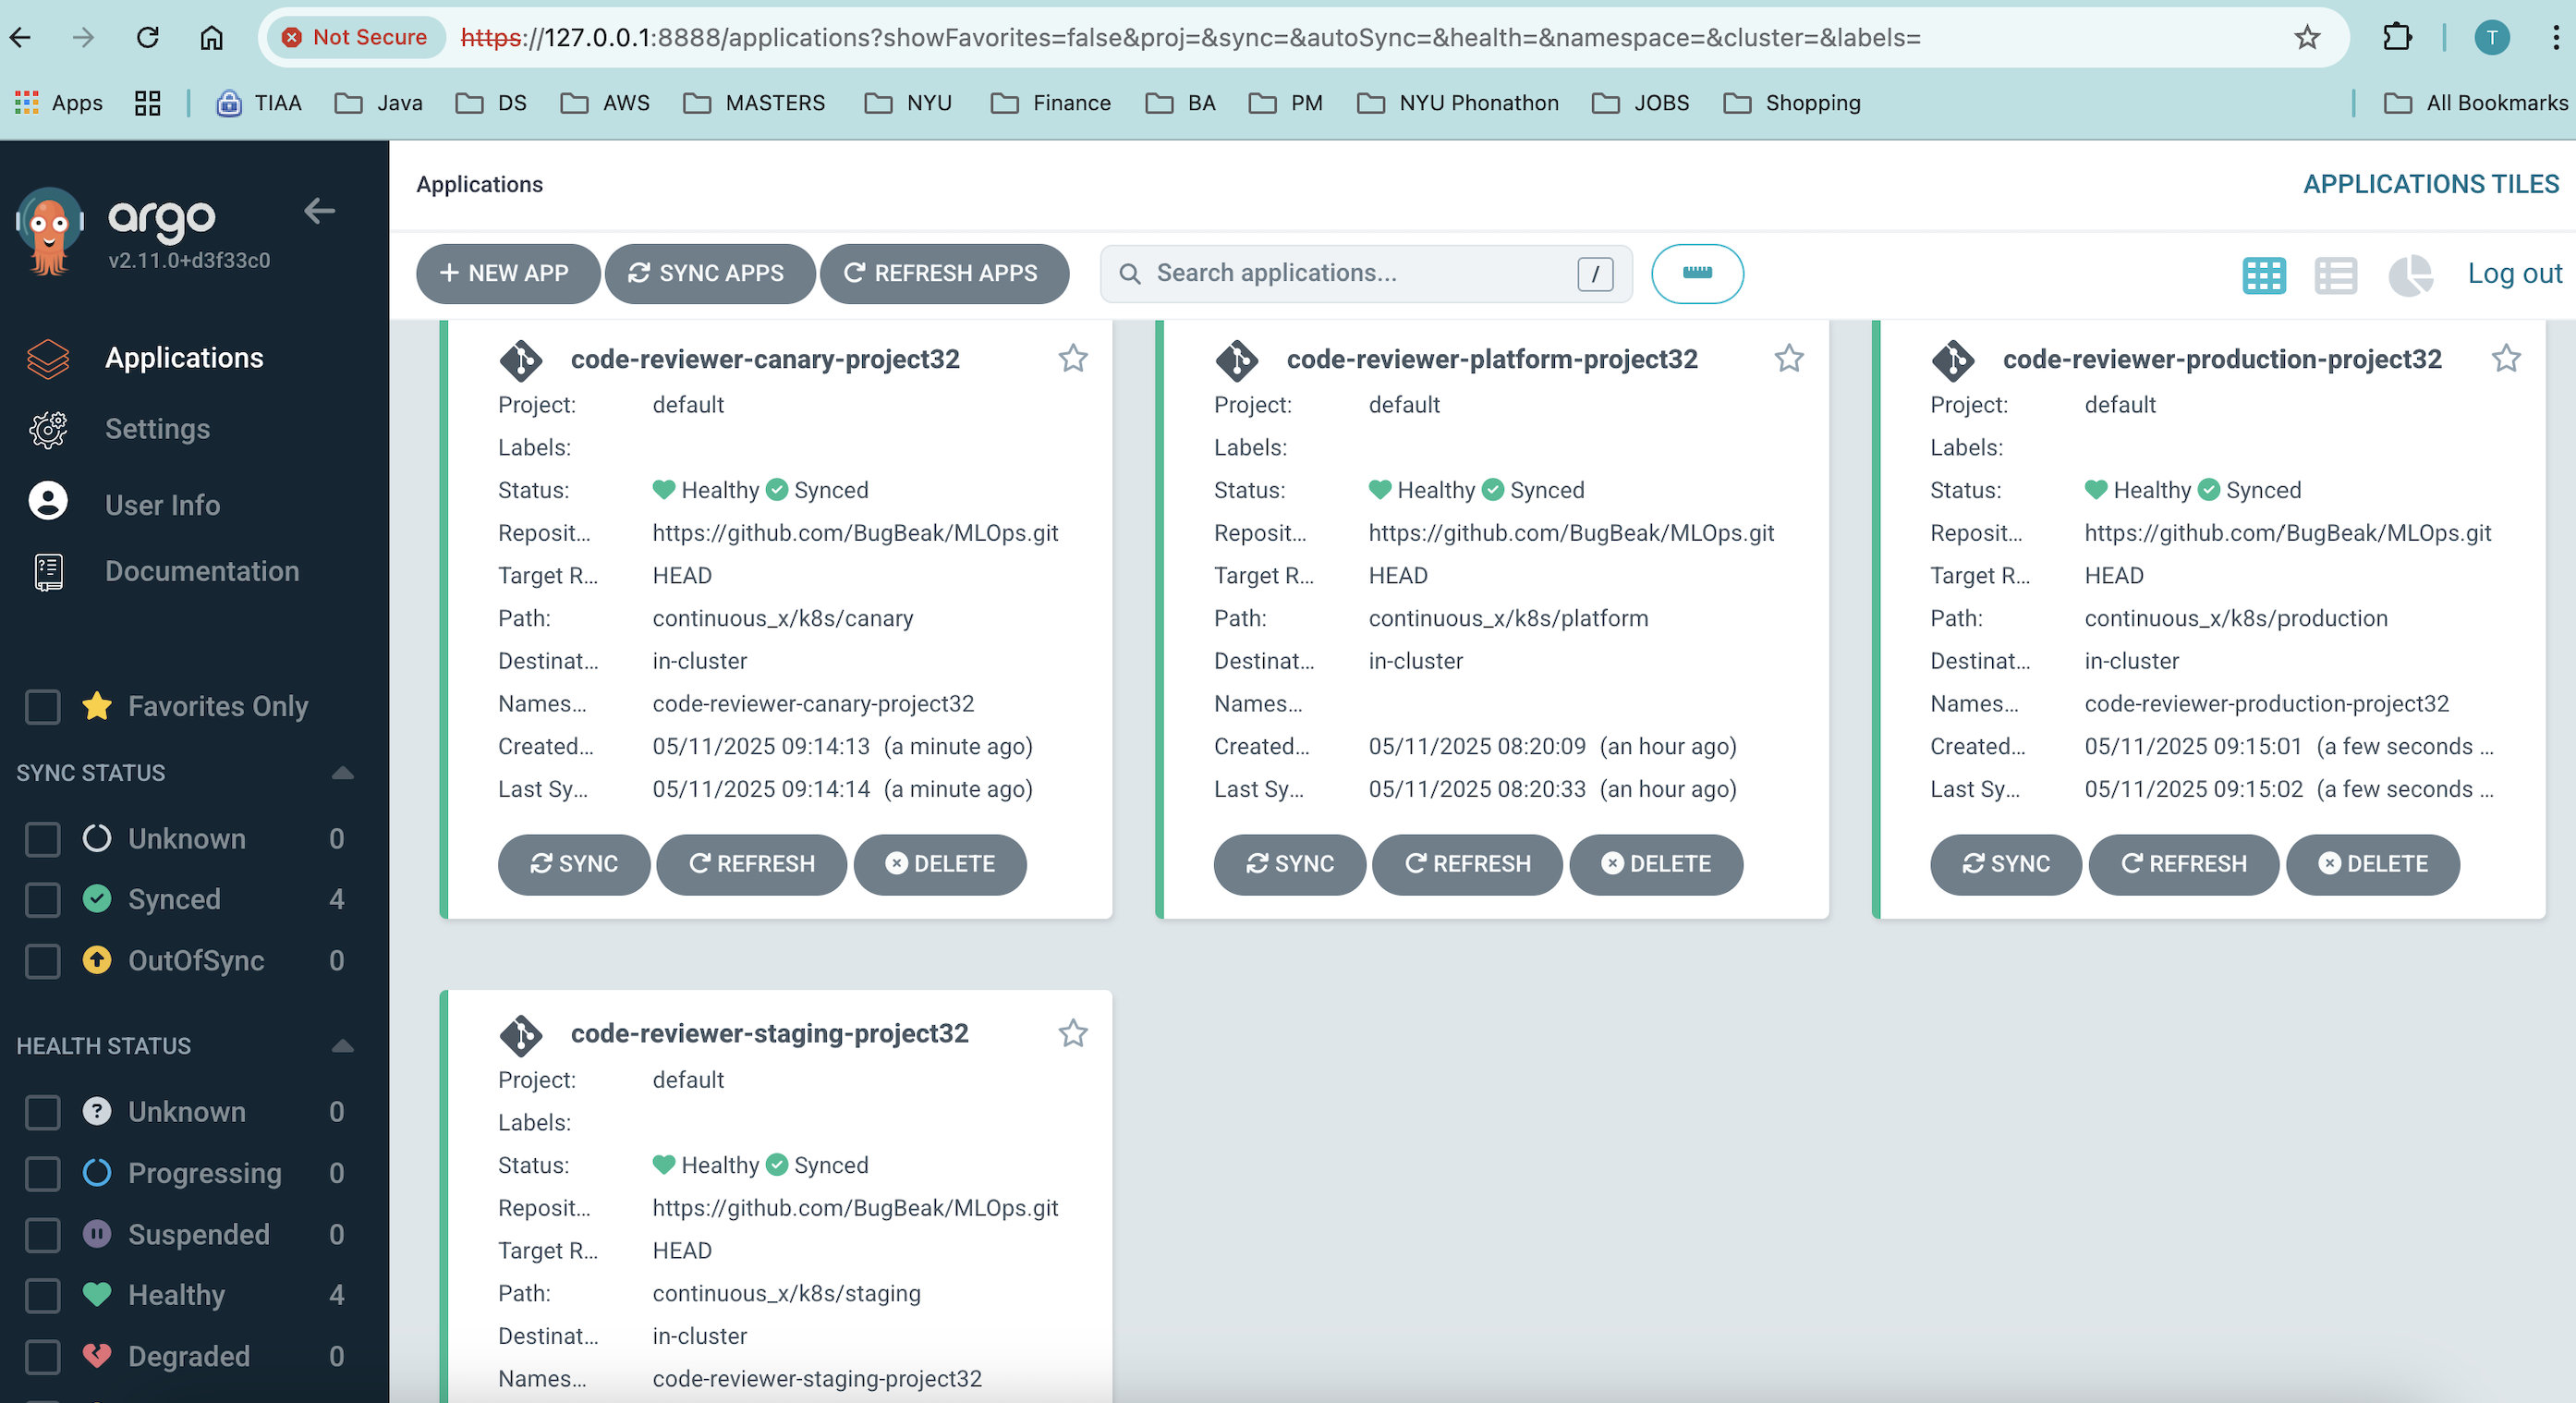 Not Secure https://127.0.0.1:8888/applications?showFavorites=false&proj=&sync=&autoSync=&health=&namespace=&cluster=&labels= T
Apps TIAA Java DS AWS MASTERS NYU Finance BA PM NYU Phonathon JOBS Shopping All Bookmarks
argo
v2.11.0+d3f33c0
Applications
Settings
User Info
Documentation
Favorites Only
SYNC STATUS
Unknown 0
Synced 4
OutOfSync 0
HEALTH STATUS
Unknown 0
Progressing 0
Suspended 0
Healthy 4
Degraded 0
Applications APPLICATIONS TILES
+ NEW APP SYNC APPS REFRESH APPS Search applications... / Log out
code-reviewer-canary-project32
Project: default
Labels:
Status: Healthy Synced
Reposit... https://github.com/BugBeak/MLOps.git
Target R... HEAD
Path: continuous_x/k8s/canary
Destinat... in-cluster
Names... code-reviewer-canary-project32
Created... 05/11/2025 09:14:13 (a minute ago)
Last Sy... 05/11/2025 09:14:14 (a minute ago)
SYNC REFRESH DELETE
code-reviewer-platform-project32
Project: default
Labels:
Status: Healthy Synced
Reposit... https://github.com/BugBeak/MLOps.git
Target R... HEAD
Path: continuous_x/k8s/platform
Destinat... in-cluster
Names...
Created... 05/11/2025 08:20:09 (an hour ago)
Last Sy... 05/11/2025 08:20:33 (an hour ago)
SYNC REFRESH DELETE
code-reviewer-production-project32
Project: default
Labels:
Status: Healthy Synced
Reposit... https://github.com/BugBeak/MLOps.git
Target R... HEAD
Path: continuous_x/k8s/production
Destinat... in-cluster
Names... code-reviewer-production-project32
Created... 05/11/2025 09:15:01 (a few seconds ...
Last Sy... 05/11/2025 09:15:02 (a few seconds ...
SYNC REFRESH DELETE
code-reviewer-staging-project32
Project: default
Labels:
Status: Healthy Synced
Reposit... https://github.com/BugBeak/MLOps.git
Target R... HEAD
Path: continuous_x/k8s/staging
Destinat... in-cluster
Names... code-reviewer-staging-project32